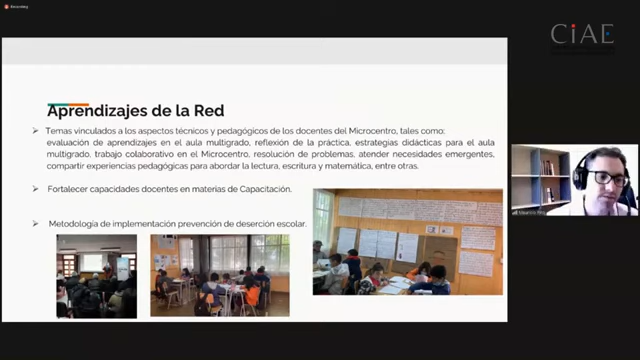 Recording
CiAE
Aprendizajes de la Red
Temas vinculados a los aspectos técnicos y pedagógicos de los docentes del Microcentro, tales como:
evaluación de aprendizajes en el aula multigrado, reflexión de la práctica, estrategias didácticas para el aula
multigrado, trabajo colaborativo en el Microcentro, resolución de problemas, atender necesidades emergentes,
compartir experiencias pedagógicas para abordar la lectura, escritura y matemática, entre otras.
Fortalecer capacidades docentes en materias de Capacitación.
Metodología de implementación prevención de deserción escolar.